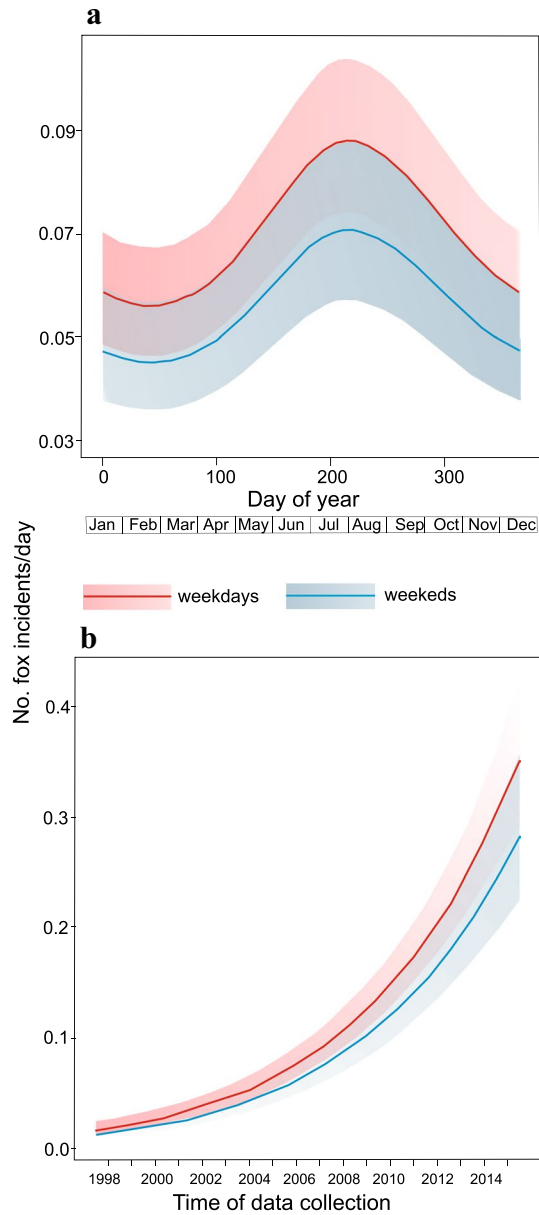 a
0.09
0.07
0.05
0.03
0 100 200 300
Day of year
Jan Feb Mar Apr May Jun Jul Aug Sep Oct Nov Dec
No. fox incidents/day
weekdays weekeds
b
0.4
0.3
0.2
0.1
0.0
1998 2000 2002 2004 2006 2008 2010 2012 2014
Time of data collection